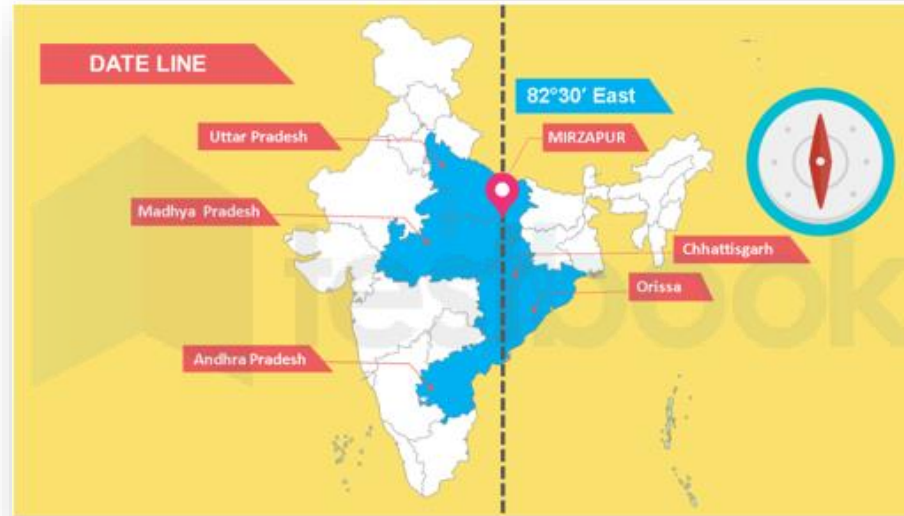 DATE LINE
82°30′ East
Uttar Pradesh
MIRZAPUR
Madhya Pradesh
Chhattisgarh
Orissa
Andhra Pradesh
testbook